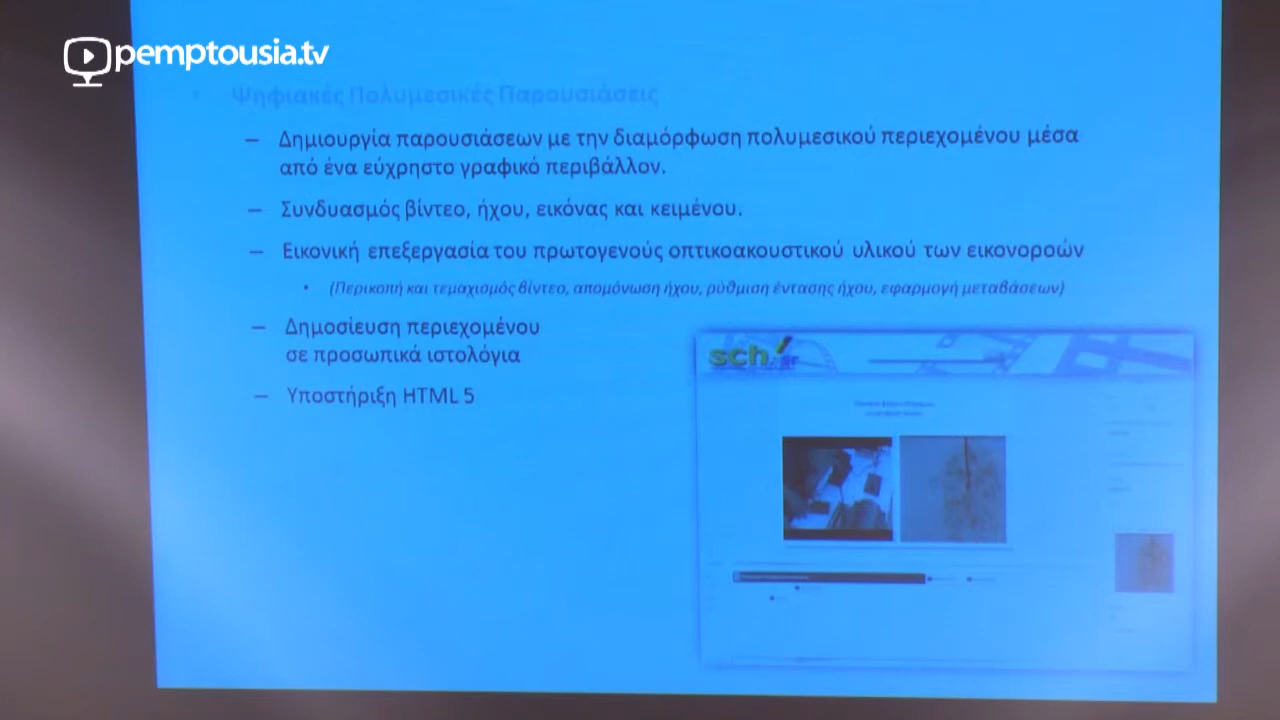 pemptousia.tv
• Ψηφιακές Πολυμεσικές Παρουσιάσεις
– Δημιουργία παρουσιάσεων με την διαμόρφωση πολυμεσικού περιεχομένου μέσα
από ένα εύχρηστο γραφικό περιβάλλον.
– Συνδυασμός βίντεο, ήχου, εικόνας και κειμένου.
– Εικονική επεξεργασία του πρωτογενούς οπτικοακουστικού υλικού των εικονοροών
• (Περικοπή και τεμαχισμός βίντεο, απομόνωση ήχου, ρύθμιση έντασης ήχου, εφαρμογή μεταβάσεων)
– Δημοσίευση περιεχομένου
σε προσωπικά ιστολόγια
– Υποστήριξη HTML 5
sch.gr